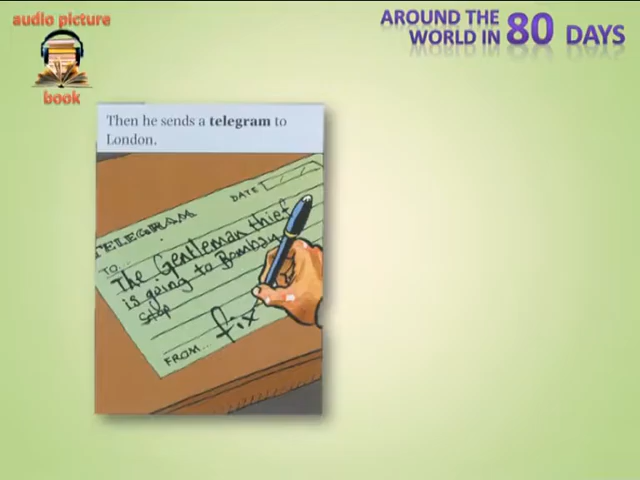 audio picture
book
AROUND THE
WORLD IN 80 DAYS
Then he sends a telegram to
London.
TELEGRAM
DATE
TO...
The Gentleman thief
is going to Bombay
Stop
FROM... fix